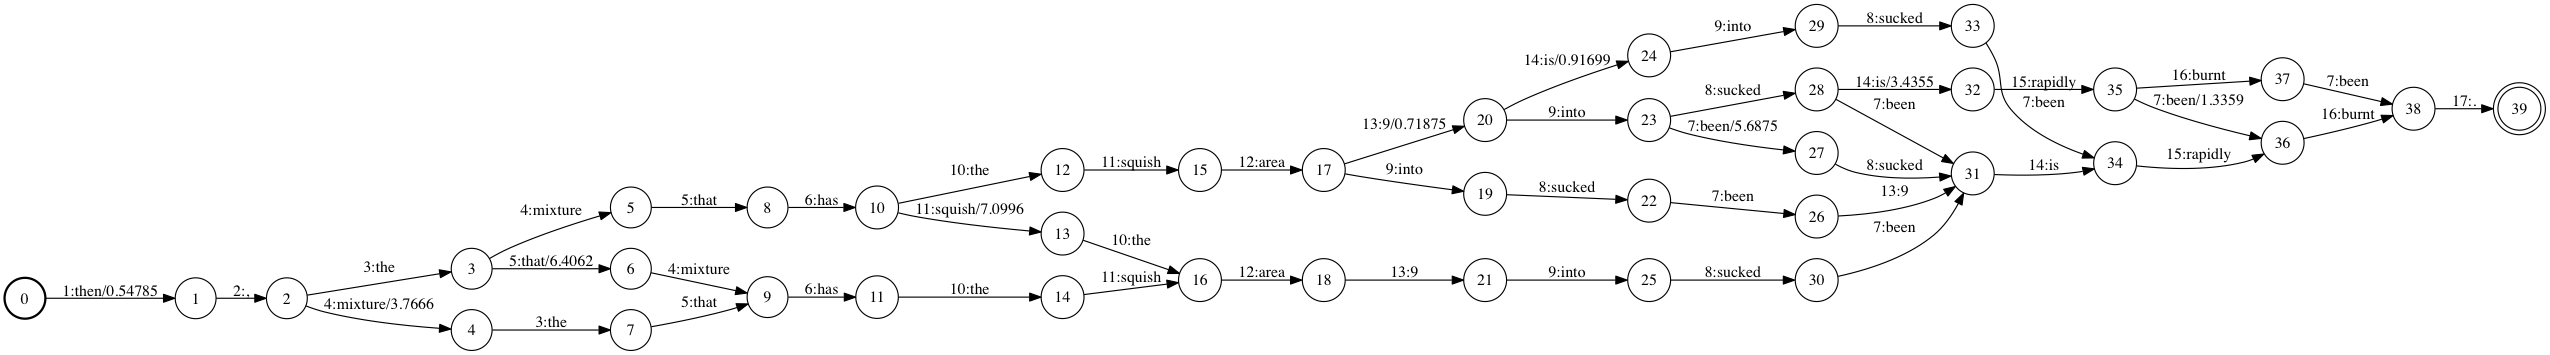 0
1:then/0.54785
1
2:,
2
3:the
4:mixture/3.7666
3
4
4:mixture
5:that/6.4062
3:the
5
6
7
5:that
4:mixture
5:that
8
9
6:has
6:has
10
11
10:the
11:squish/7.0996
10:the
12
13
14
11:squish
10:the
11:squish
15
16
12:area
12:area
17
18
13:9/0.71875
9:into
13:9
20
19
21
14:is/0.91699
9:into
8:sucked
9:into
24
23
22
25
9:into
8:sucked
7:been/5.6875
7:been
8:sucked
29
28
27
26
30
8:sucked
14:is/3.4355
7:been
8:sucked
13:9
7:been
33
32
31
15:rapidly
7:been
14:is
35
34
16:burnt
7:been/1.3359
15:rapidly
37
36
7:been
16:burnt
38
17:.
39